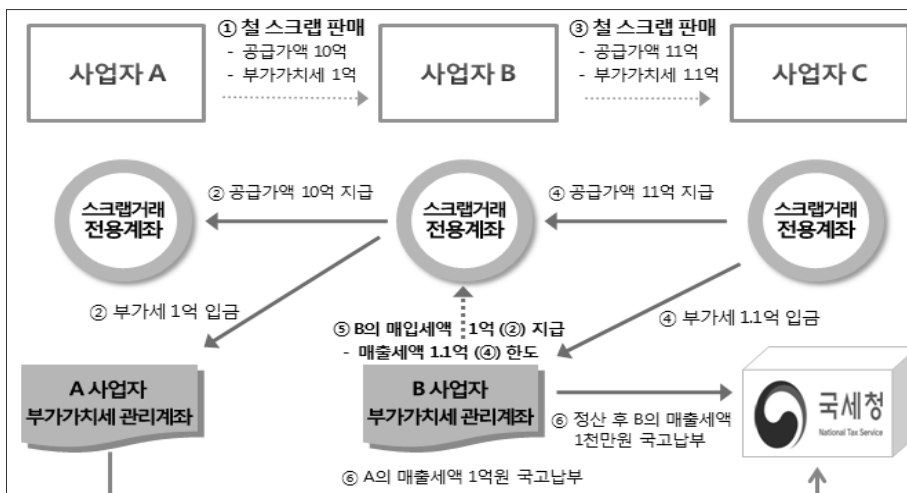 ① 철 스크랩 판매
- 공급가액 10억
- 부가가치세 1억
③ 철 스크랩 판매
- 공급가액 11억
- 부가가치세 1.1억
사업자 A
사업자 B
사업자 C
② 공급가액 10억 지급
④ 공급가액 11억 지급
스크랩거래
전용계좌
스크랩거래
전용계좌
스크랩거래
전용계좌
② 부가세 1억 입금
④ 부가세 1.1억 입금
⑤ B의 매입세액 1억 (②) 지급
- 매출세액 1.1억 (④) 한도
A 사업자
부가가치세 관리계좌
B 사업자
부가가치세 관리계좌
국세청
National Tax Service
⑥ 정산 후 B의 매출세액
1천만원 국고납부
⑥ A의 매출세액 1억원 국고납부